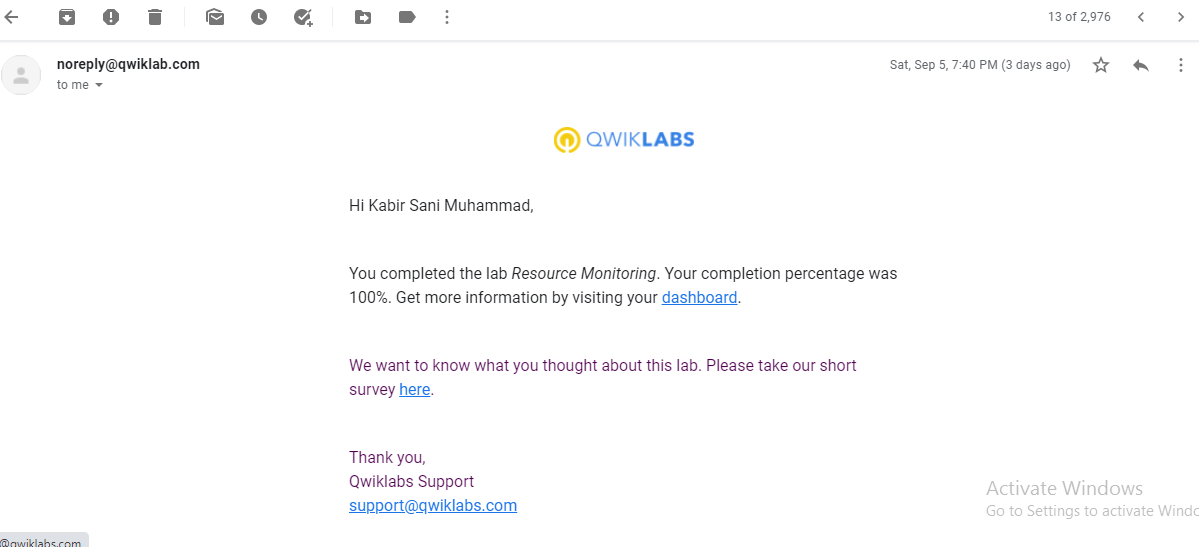 13 of 2,976
noreply@qwiklab.com
Sat, Sep 5, 7:40 PM (3 days ago)
to me
QWIKLABS
Hi Kabir Sani Muhammad,
You completed the lab Resource Monitoring. Your completion percentage was
100%. Get more information by visiting your dashboard.
We want to know what you thought about this lab. Please take our short
survey here.
Thank you,
Qwiklabs Support
support@qwiklabs.com
Activate Windows
Go to Settings to activate Windo
@qwiklabs.com